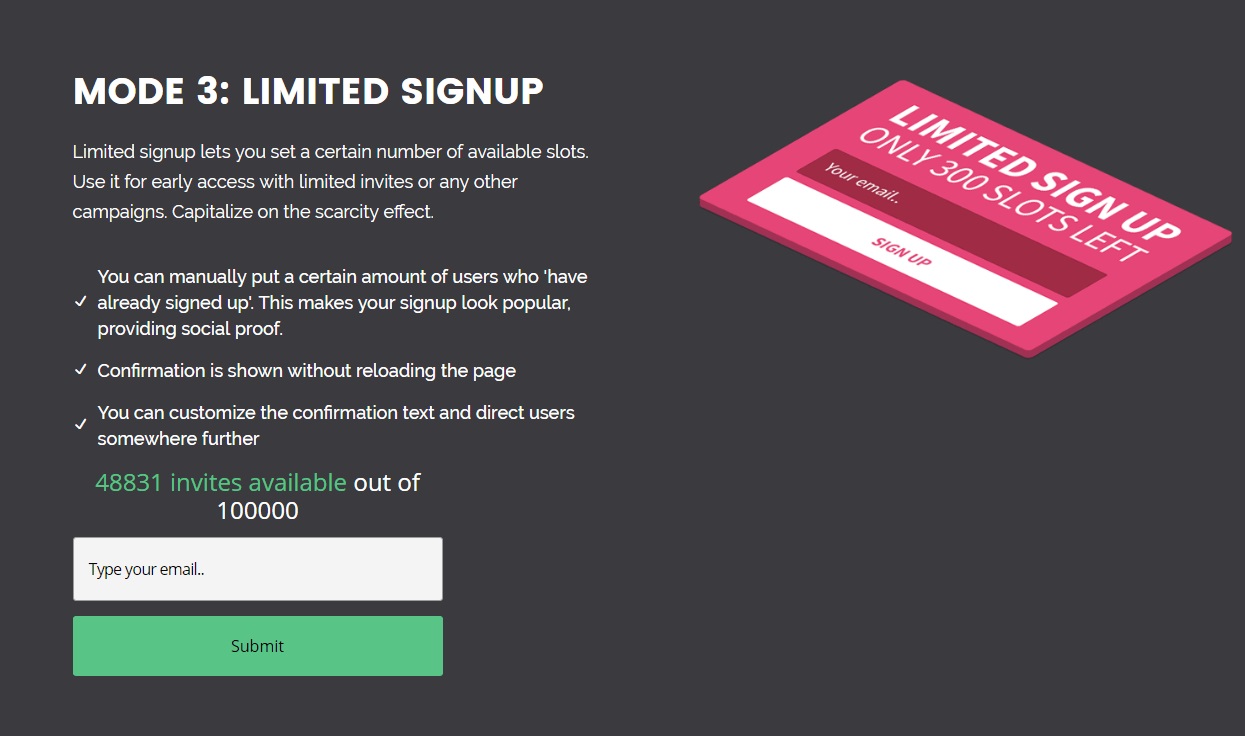 MODE 3: LIMITED SIGNUP
Limited signup lets you set a certain number of available slots.
Use it for early access with limited invites or any other
campaigns. Capitalize on the scarcity effect.
You can manually put a certain amount of users who 'have
already signed up'. This makes your signup look popular,
providing social proof.
Confirmation is shown without reloading the page
You can customize the confirmation text and direct users
somewhere further
48831 invites available out of
100000
Type your email..
Submit
LIMITED SIGN UP
ONLY 300 SLOTS LEFT
Your email..
SIGN UP